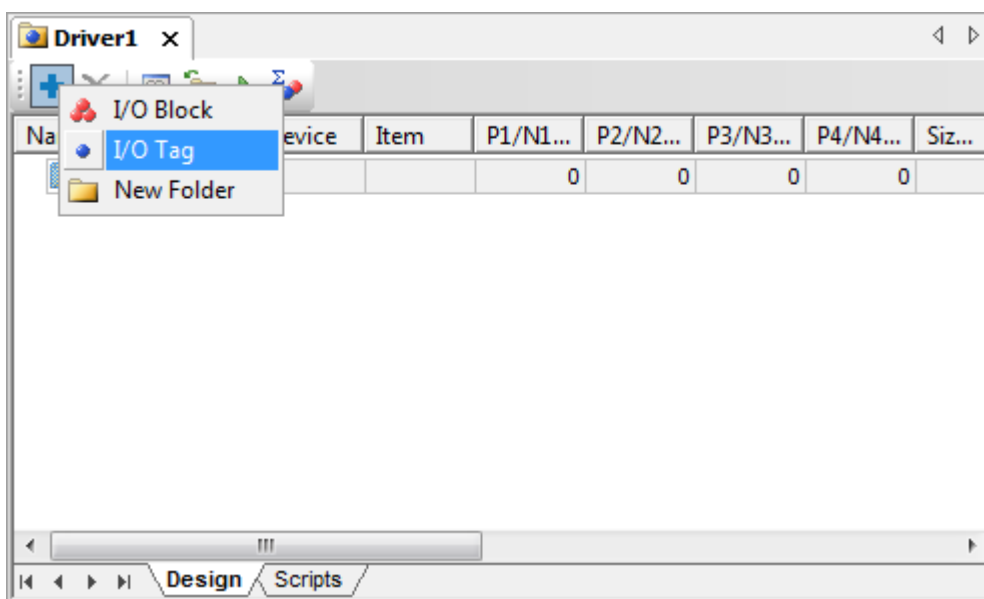 Driver1 X
I/O Block
Na evice Item P1/N1... P2/N2... P3/N3... P4/N4... Siz...
I/O Tag
New Folder
0 0 0 0
Design Scripts